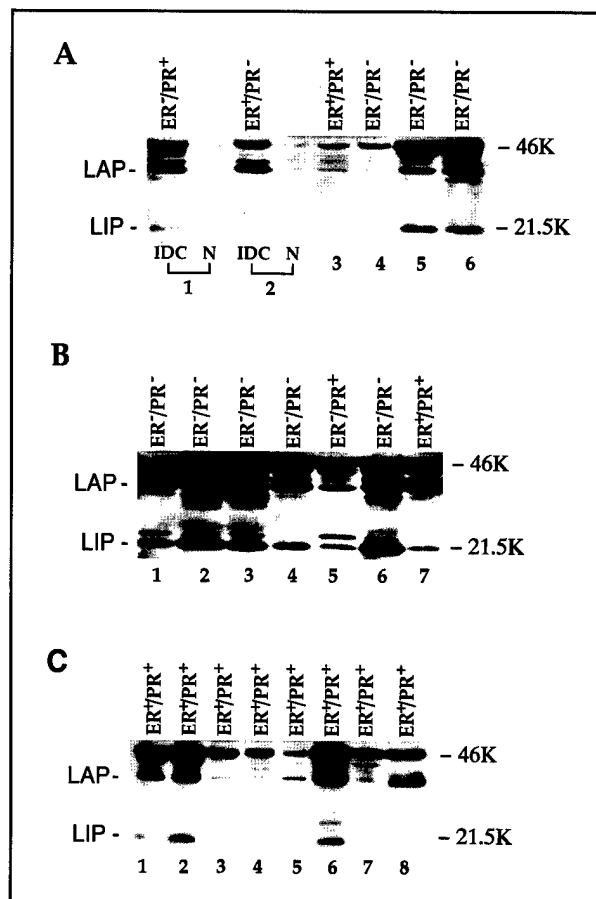 A
ER⁻/PR⁺
ER⁺/PR⁻
ER⁺/PR⁺
ER⁻/PR⁻
ER⁻/PR⁻
ER⁻/PR⁻
LAP -
- 46K
LIP -
- 21.5K
IDC N IDC N 3 4 5 6
1 2
B
ER⁻/PR⁻
ER⁻/PR⁻
ER⁻/PR⁻
ER⁻/PR⁻
ER⁻/PR⁺
ER⁻/PR⁻
ER⁺/PR⁺
- 46K
LAP -
LIP -
- 21.5K
1 2 3 4 5 6 7
C
ER⁺/PR⁺
ER⁺/PR⁺
ER⁺/PR⁺
ER⁺/PR⁺
ER⁺/PR⁻
ER⁺/PR⁺
ER⁺/PR⁻
ER⁺/PR⁺
- 46K
LAP -
LIP -
- 21.5K
1 2 3 4 5 6 7 8